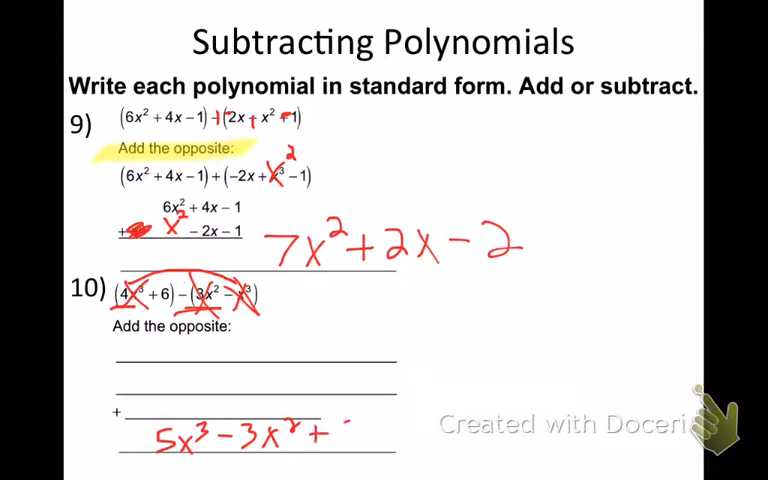 Subtracting Polynomials
Write each polynomial in standard form. Add or subtract.
9) (6x² + 4x − 1) + (−2x + x² − 1)
Add the opposite:
(6x² + 4x − 1) + (−2x + x² − 1)
6x² + 4x − 1
+ x² − 2x − 1
7x² + 2x − 2
10) (4x³ + 6) − (3x² − x³)
Add the opposite:
+
5x³ − 3x² +
Created with Doceri